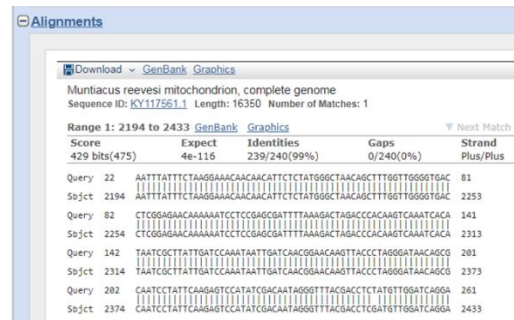 Alignments
Download GenBank Graphics
Muntiacus reevesi mitochondrion, complete genome
Sequence ID: KY117561.1 Length: 16350 Number of Matches: 1
Range 1: 2194 to 2433 GenBank Graphics Next Match
Score Expect Identities Gaps Strand
429 bits(475) 4e-116 239/240(99%) 0/240(0%) Plus/Plus
Query 22 AATTTATTTCTAAGGAAACAACAACATTCTCTATGGGCTAACAGCTTTGGTTGGGGTGAC 81
Sbjct 2194 AATTTATTTCTAAGGAAACAACAACATTCTCTATGGGCTAACAGCTTTGGTTGGGGTGAC 2253
Query 82 CTCGGAGAACAAAAAATCCTCCGAGCGATTTTAAAGACTAGACCCACAAGTCAAATCACA 141
Sbjct 2254 CTCGGAGAACAAAAAATCCTCCGAGCGATTTTAAAGACTAGACCCACAAGTCAAATCACA 2313
Query 142 TAATCGCTTATTGATCCAAATAATTGATCAACGGAACAAGTTACCCTAGGGATAACAGCG 201
Sbjct 2314 TAATCGCTTATTGATCCAAATAATTGATCAACGGAACAAGTTACCCTAGGGATAACAGCG 2373
Query 202 CAATCCTATTCAAGAGTCCATATCGACAATAGGGTTTACGACCTCTATGTTGGATCAGGA 261
Sbjct 2374 CAATCCTATTCAAGAGTCCATATCGACAATAGGGTTTACGACCTCGATGTTGGATCAGGA 2433